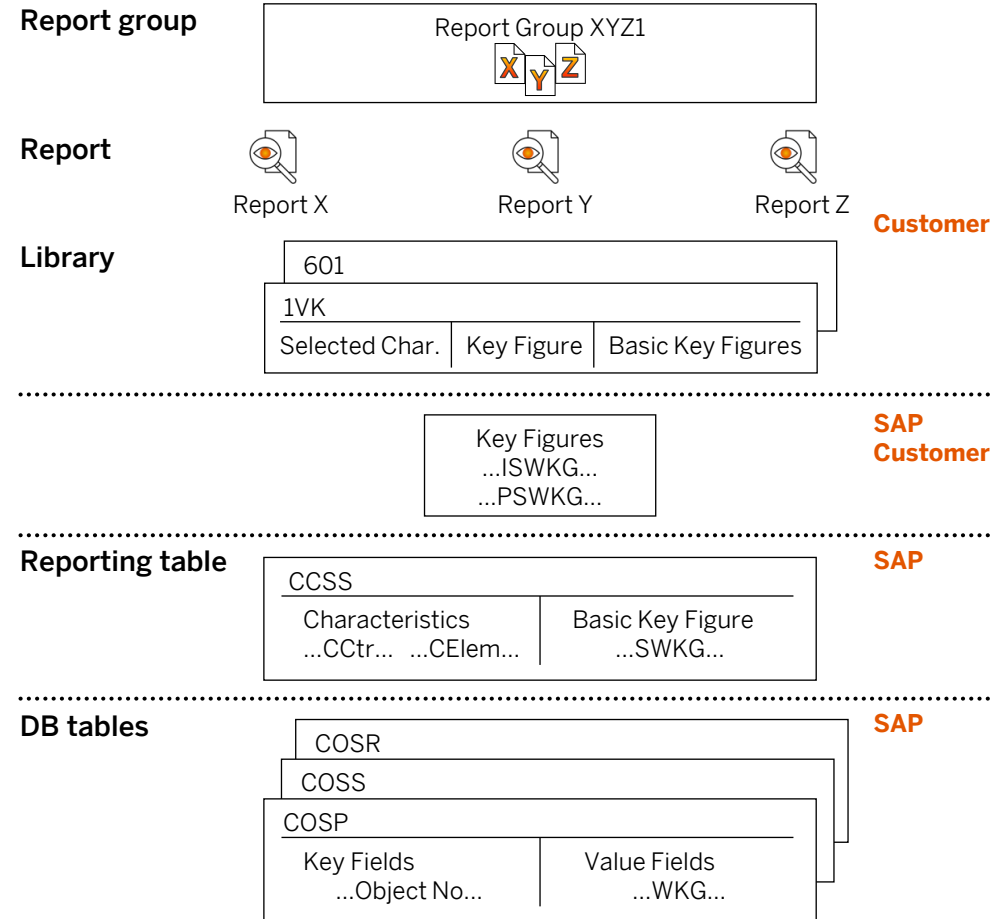 Report group
Report Group XYZ1
X Y Z
Report
Report X
Report Y
Report Z
Customer
Library
601
1VK
Selected Char.
Key Figure
Basic Key Figures
SAP
Customer
Key Figures
...ISWKG...
...PSWKG...
Reporting table
SAP
CCSS
Characteristics
...CCtr... ...CElem...
Basic Key Figure
...SWKG...
DB tables
SAP
COSR
COSS
COSP
Key Fields
...Object No...
Value Fields
...WKG...